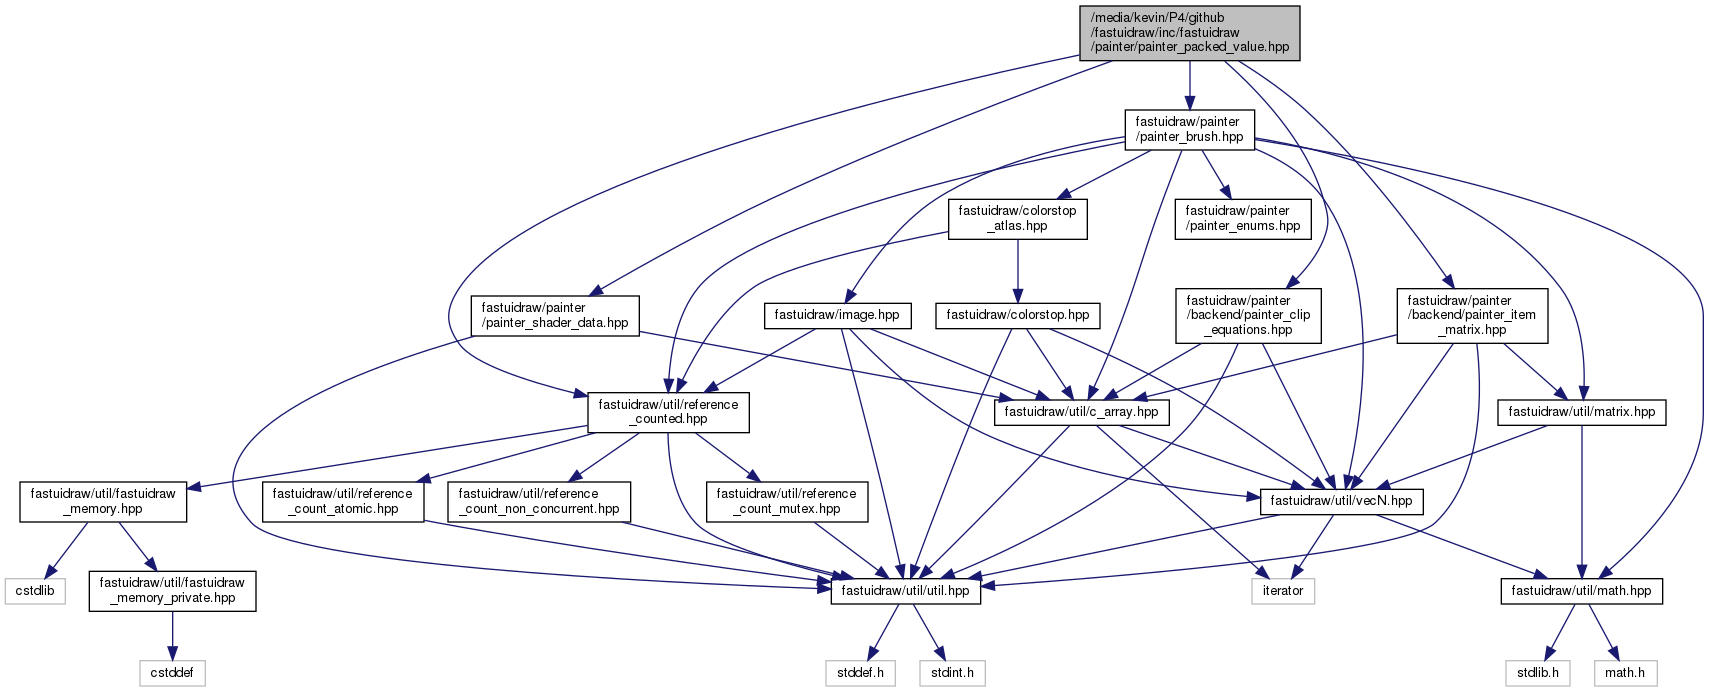 /media/kevin/P4/github
/fastuidraw/inc/fastuidraw
/painter/painter_packed_value.hpp
fastuidraw/painter
/painter_brush.hpp
fastuidraw/colorstop
_atlas.hpp
fastuidraw/painter
/painter_enums.hpp
fastuidraw/painter
/painter_shader_data.hpp
fastuidraw/image.hpp
fastuidraw/colorstop.hpp
fastuidraw/painter
/backend/painter_clip
_equations.hpp
fastuidraw/painter
/backend/painter_item
_matrix.hpp
fastuidraw/util/reference
_counted.hpp
fastuidraw/util/c_array.hpp
fastuidraw/util/matrix.hpp
fastuidraw/util/fastuidraw
_memory.hpp
fastuidraw/util/reference
_count_atomic.hpp
fastuidraw/util/reference
_count_non_concurrent.hpp
fastuidraw/util/reference
_count_mutex.hpp
fastuidraw/util/vecN.hpp
cstdlib
fastuidraw/util/fastuidraw
_memory_private.hpp
fastuidraw/util/util.hpp
iterator
fastuidraw/util/math.hpp
cstddef
stddef.h
stdint.h
stdlib.h
math.h